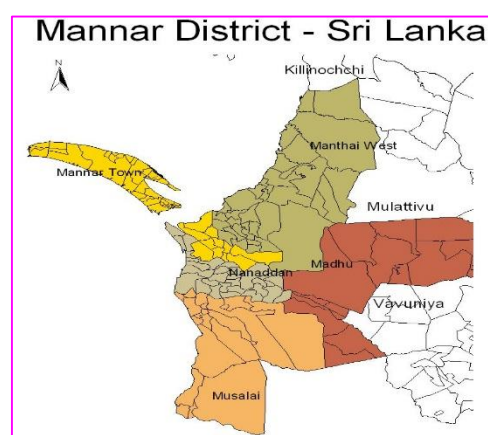 Mannar District - Sri Lanka
N
Killinochchi
Manthai West
Mannar Town
Mulattivu
Madhu
Nanaddan
Vavuniya
Musalai